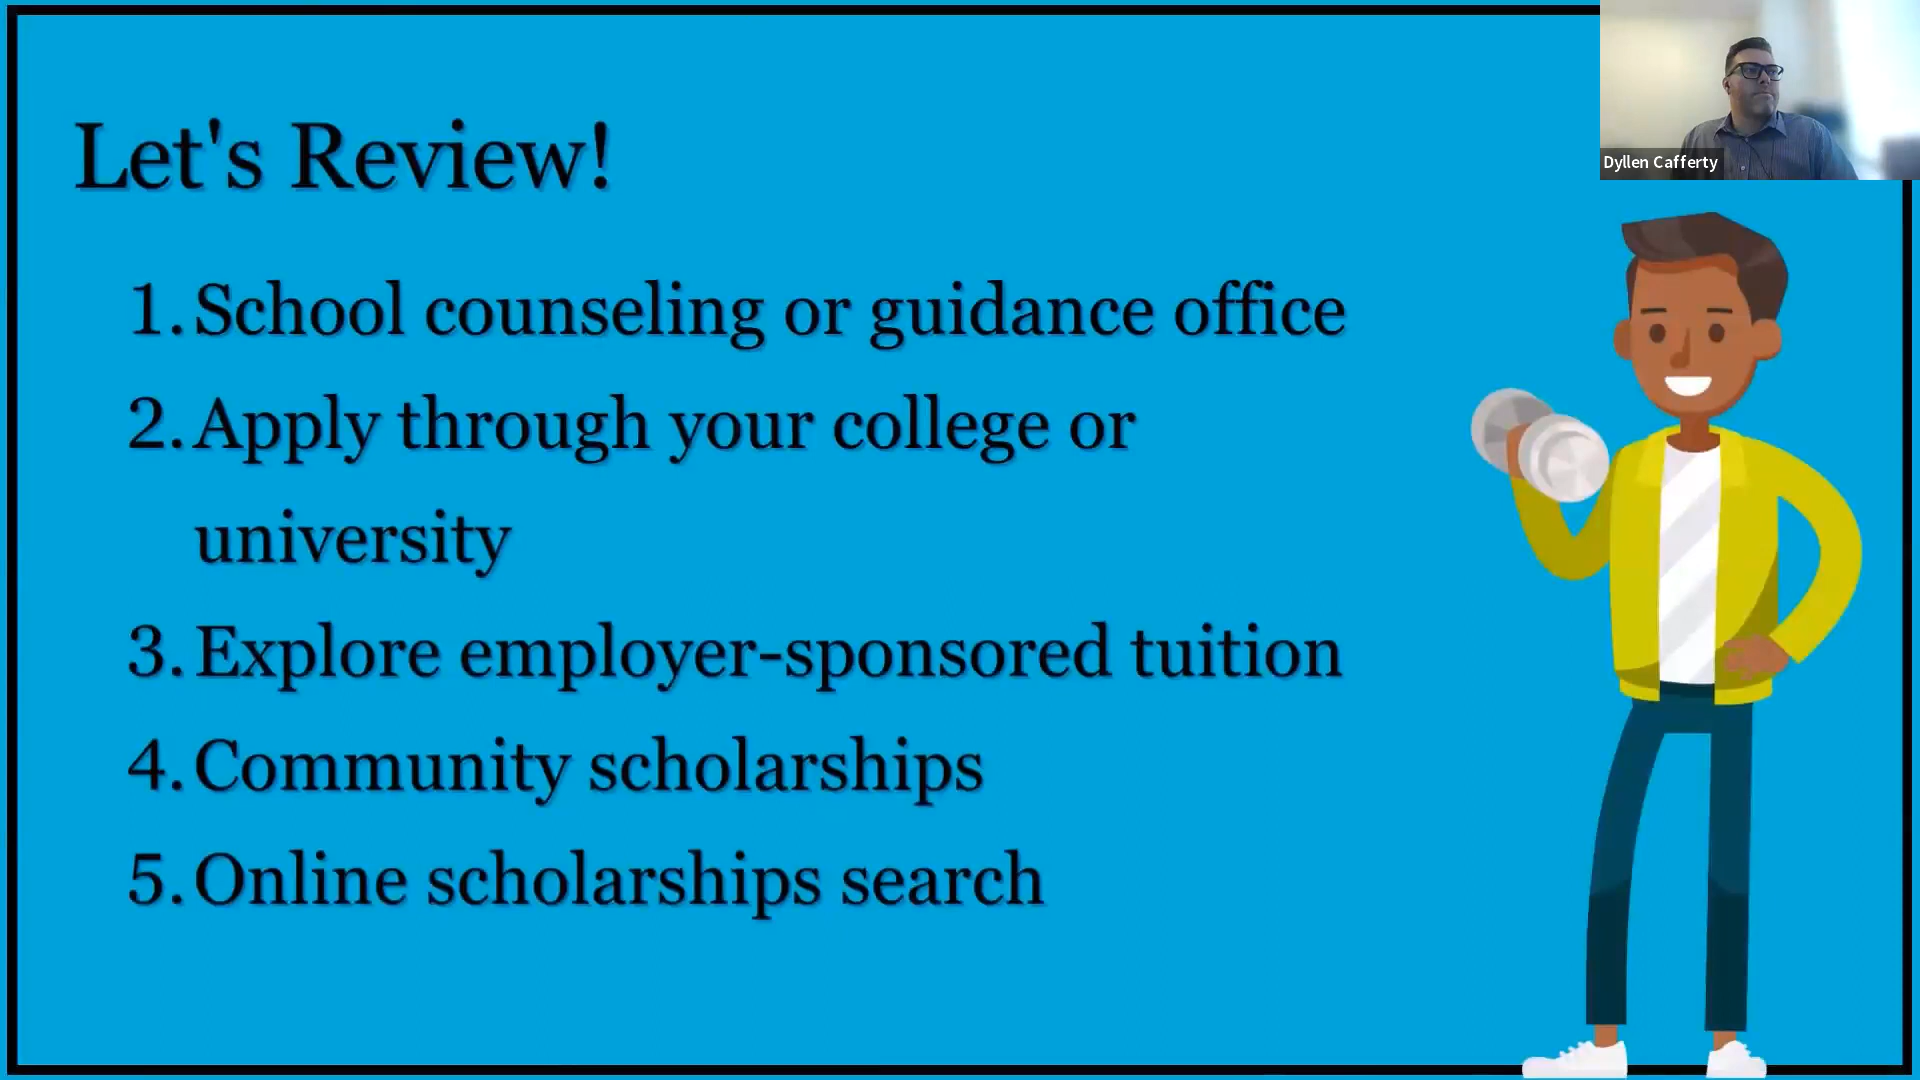 Let's Review!
1. School counseling or guidance office
2. Apply through your college or
university
3. Explore employer-sponsored tuition
4. Community scholarships
5. Online scholarships search
Dyllen Cafferty